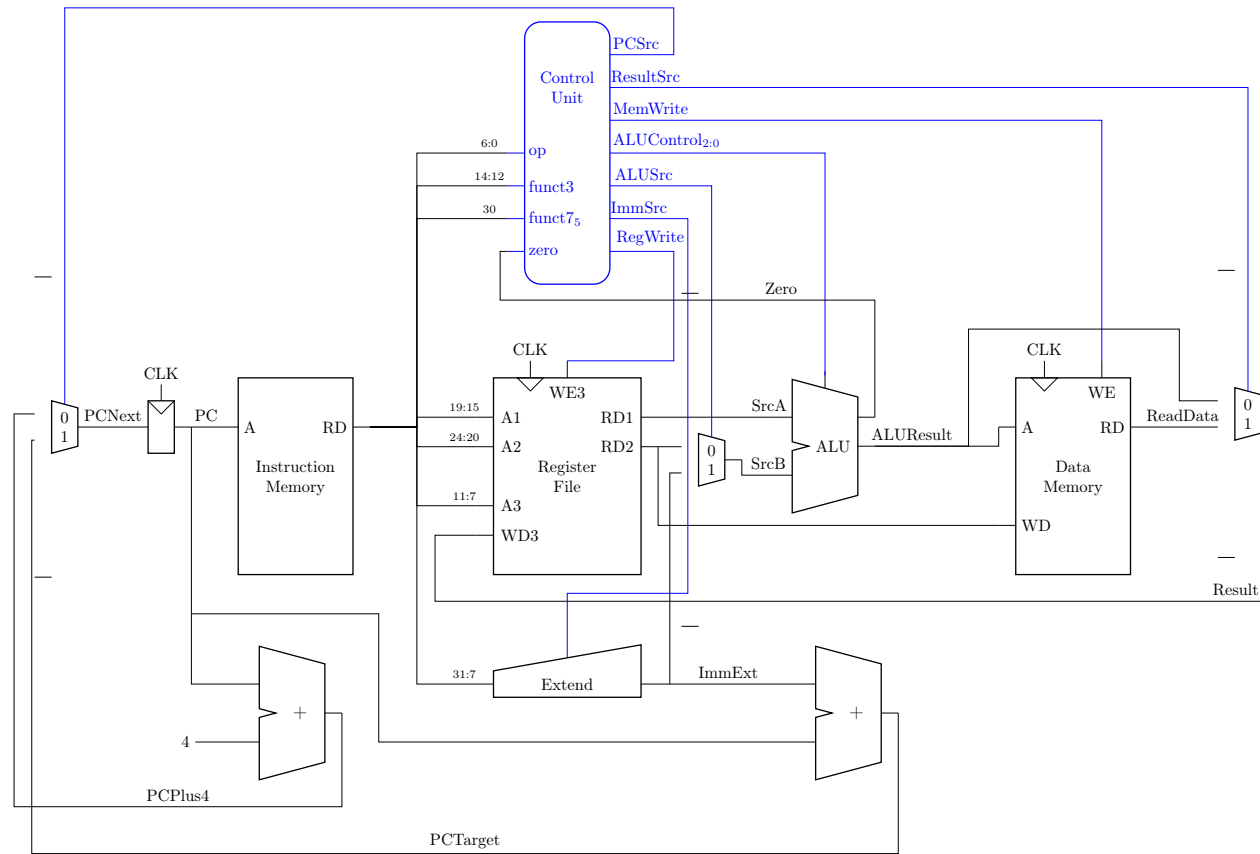 PCSrc
Control
Unit
ResultSrc
MemWrite
6:0
op
ALUControl2:0
14:12
funct3
ALUSrc
30
funct75
ImmSrc
zero
RegWrite
Zero
CLK
CLK
CLK
WE3
WE
0
1
PCNext
PC
A
RD
Instruction
Memory
19:15
A1
RD1
SrcA
24:20
A2
RD2
Register
File
0
1
SrcB
ALU
ALUResult
A
RD
ReadData
Data
Memory
0
1
11:7
A3
WD3
WD
Result
31:7
Extend
ImmExt
+
4
+
PCPlus4
PCTarget